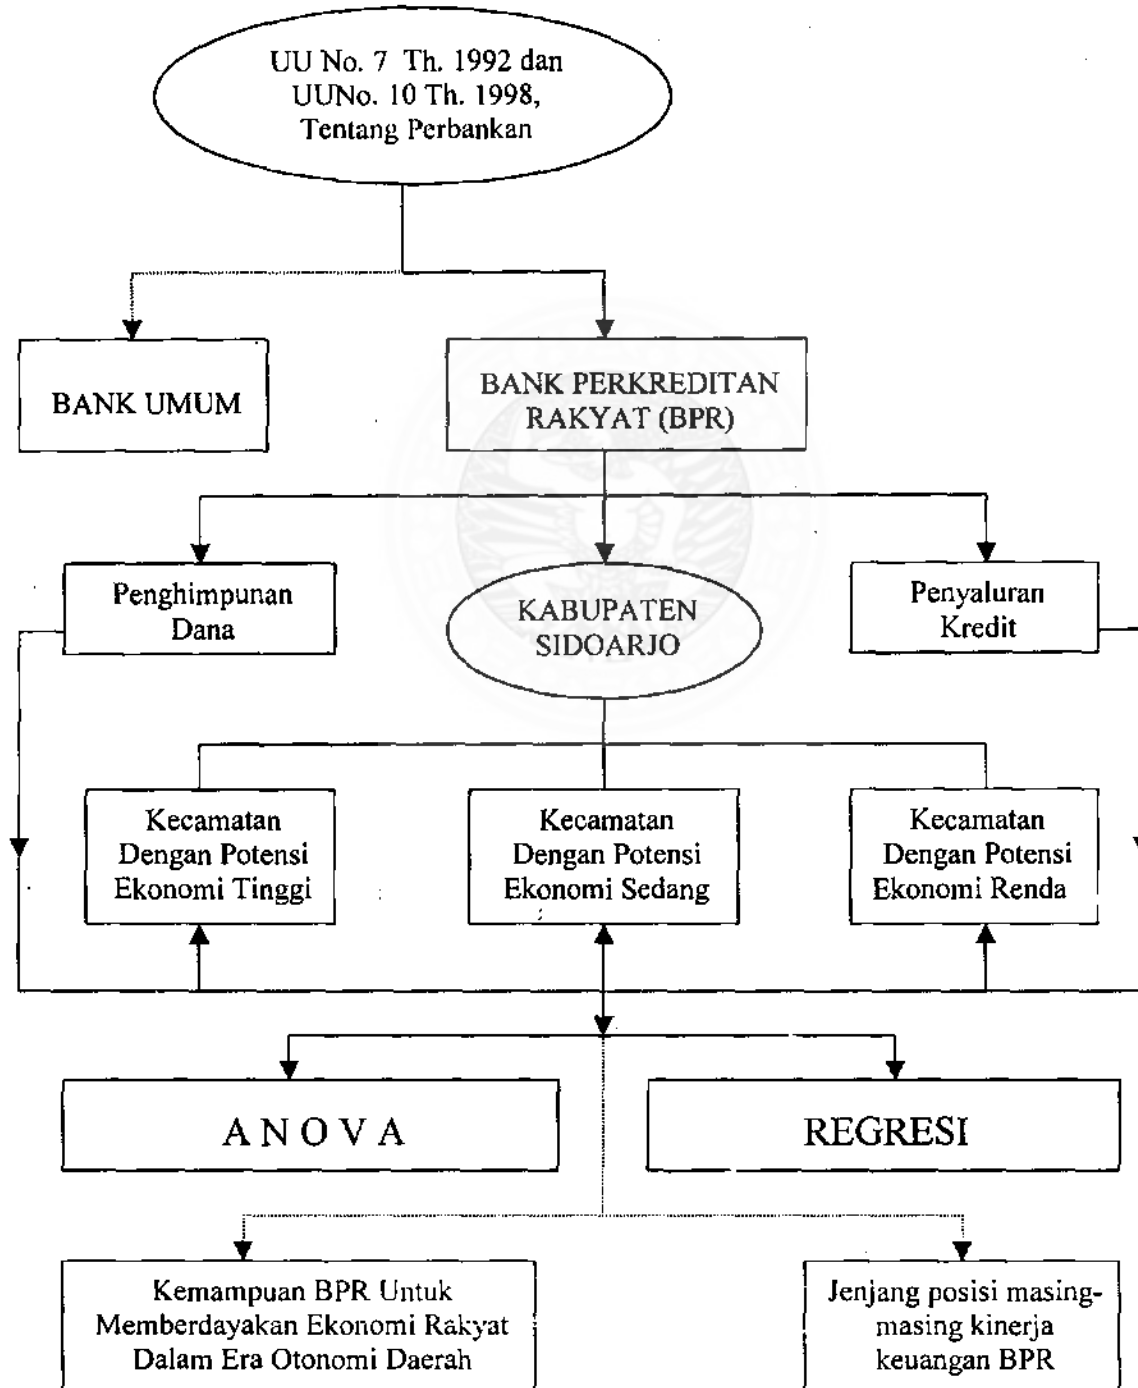 UU No. 7 Th. 1992 dan
UUNo. 10 Th. 1998,
Tentang Perbankan
BANK UMUM
BANK PERKREDITAN
RAKYAT (BPR)
Penghimpunan
Dana
KABUPATEN
SIDOARJO
Penyaluran
Kredit
Kecamatan
Dengan Potensi
Ekonomi Tinggi
Kecamatan
Dengan Potensi
Ekonomi Sedang
Kecamatan
Dengan Potensi
Ekonomi Renda
A N O V A
REGRESI
Kemampuan BPR Untuk
Memberdayakan Ekonomi Rakyat
Dalam Era Otonomi Daerah
Jenjang posisi masing-
masing kinerja
keuangan BPR